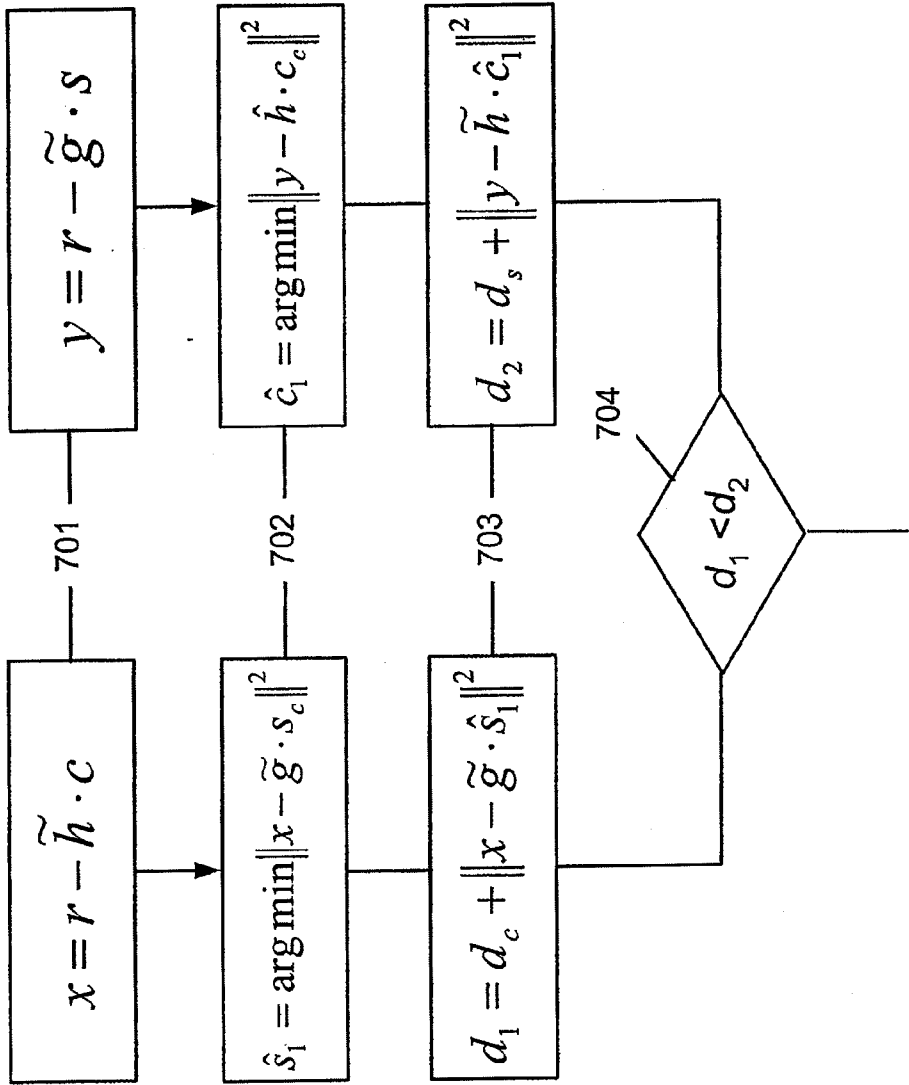 x = r − h̃ · c
701
y = r − g̃ · s
ŝ₁ = arg min‖x − g̃ · s_c‖²
702
ĉ₁ = arg min‖y − ĥ · c_c‖²
d₁ = d_c + ‖x − g̃ · ŝ₁‖²
703
d₂ = d_s + ‖y − h̃ · ĉ₁‖²
704
d₁ < d₂